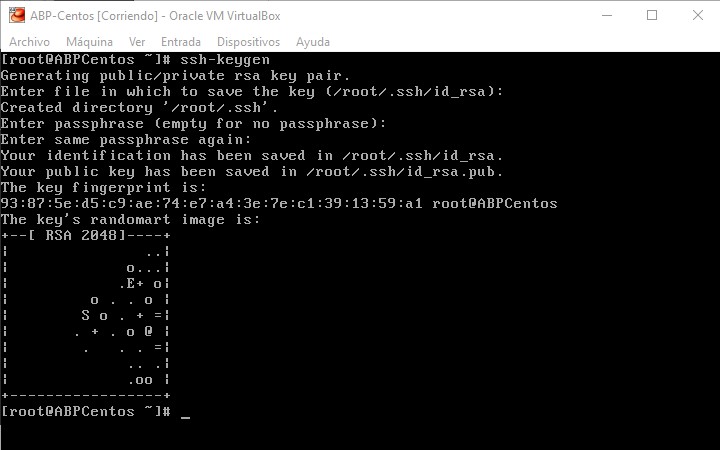 ABP-Centos [Corriendo] - Oracle VM VirtualBox
Archivo Máquina Ver Entrada Dispositivos Ayuda
[root@ABPCentos ~]# ssh-keygen
Generating public/private rsa key pair.
Enter file in which to save the key (/root/.ssh/id_rsa):
Created directory '/root/.ssh'.
Enter passphrase (empty for no passphrase):
Enter same passphrase again:
Your identification has been saved in /root/.ssh/id_rsa.
Your public key has been saved in /root/.ssh/id_rsa.pub.
The key fingerprint is:
93:87:5e:d5:c9:ae:74:e7:a4:3e:7e:c1:39:13:59:a1 root@ABPCentos
The key's randomart image is:
+--[ RSA 2048]----+
|               ..|
|             o...|
|            .E+ o|
|         o . . o |
|        S o . + =|
|       . + . o @ |
|        .   . . =|
|             .. .|
|             .oo |
+-----------------+
[root@ABPCentos ~]# _